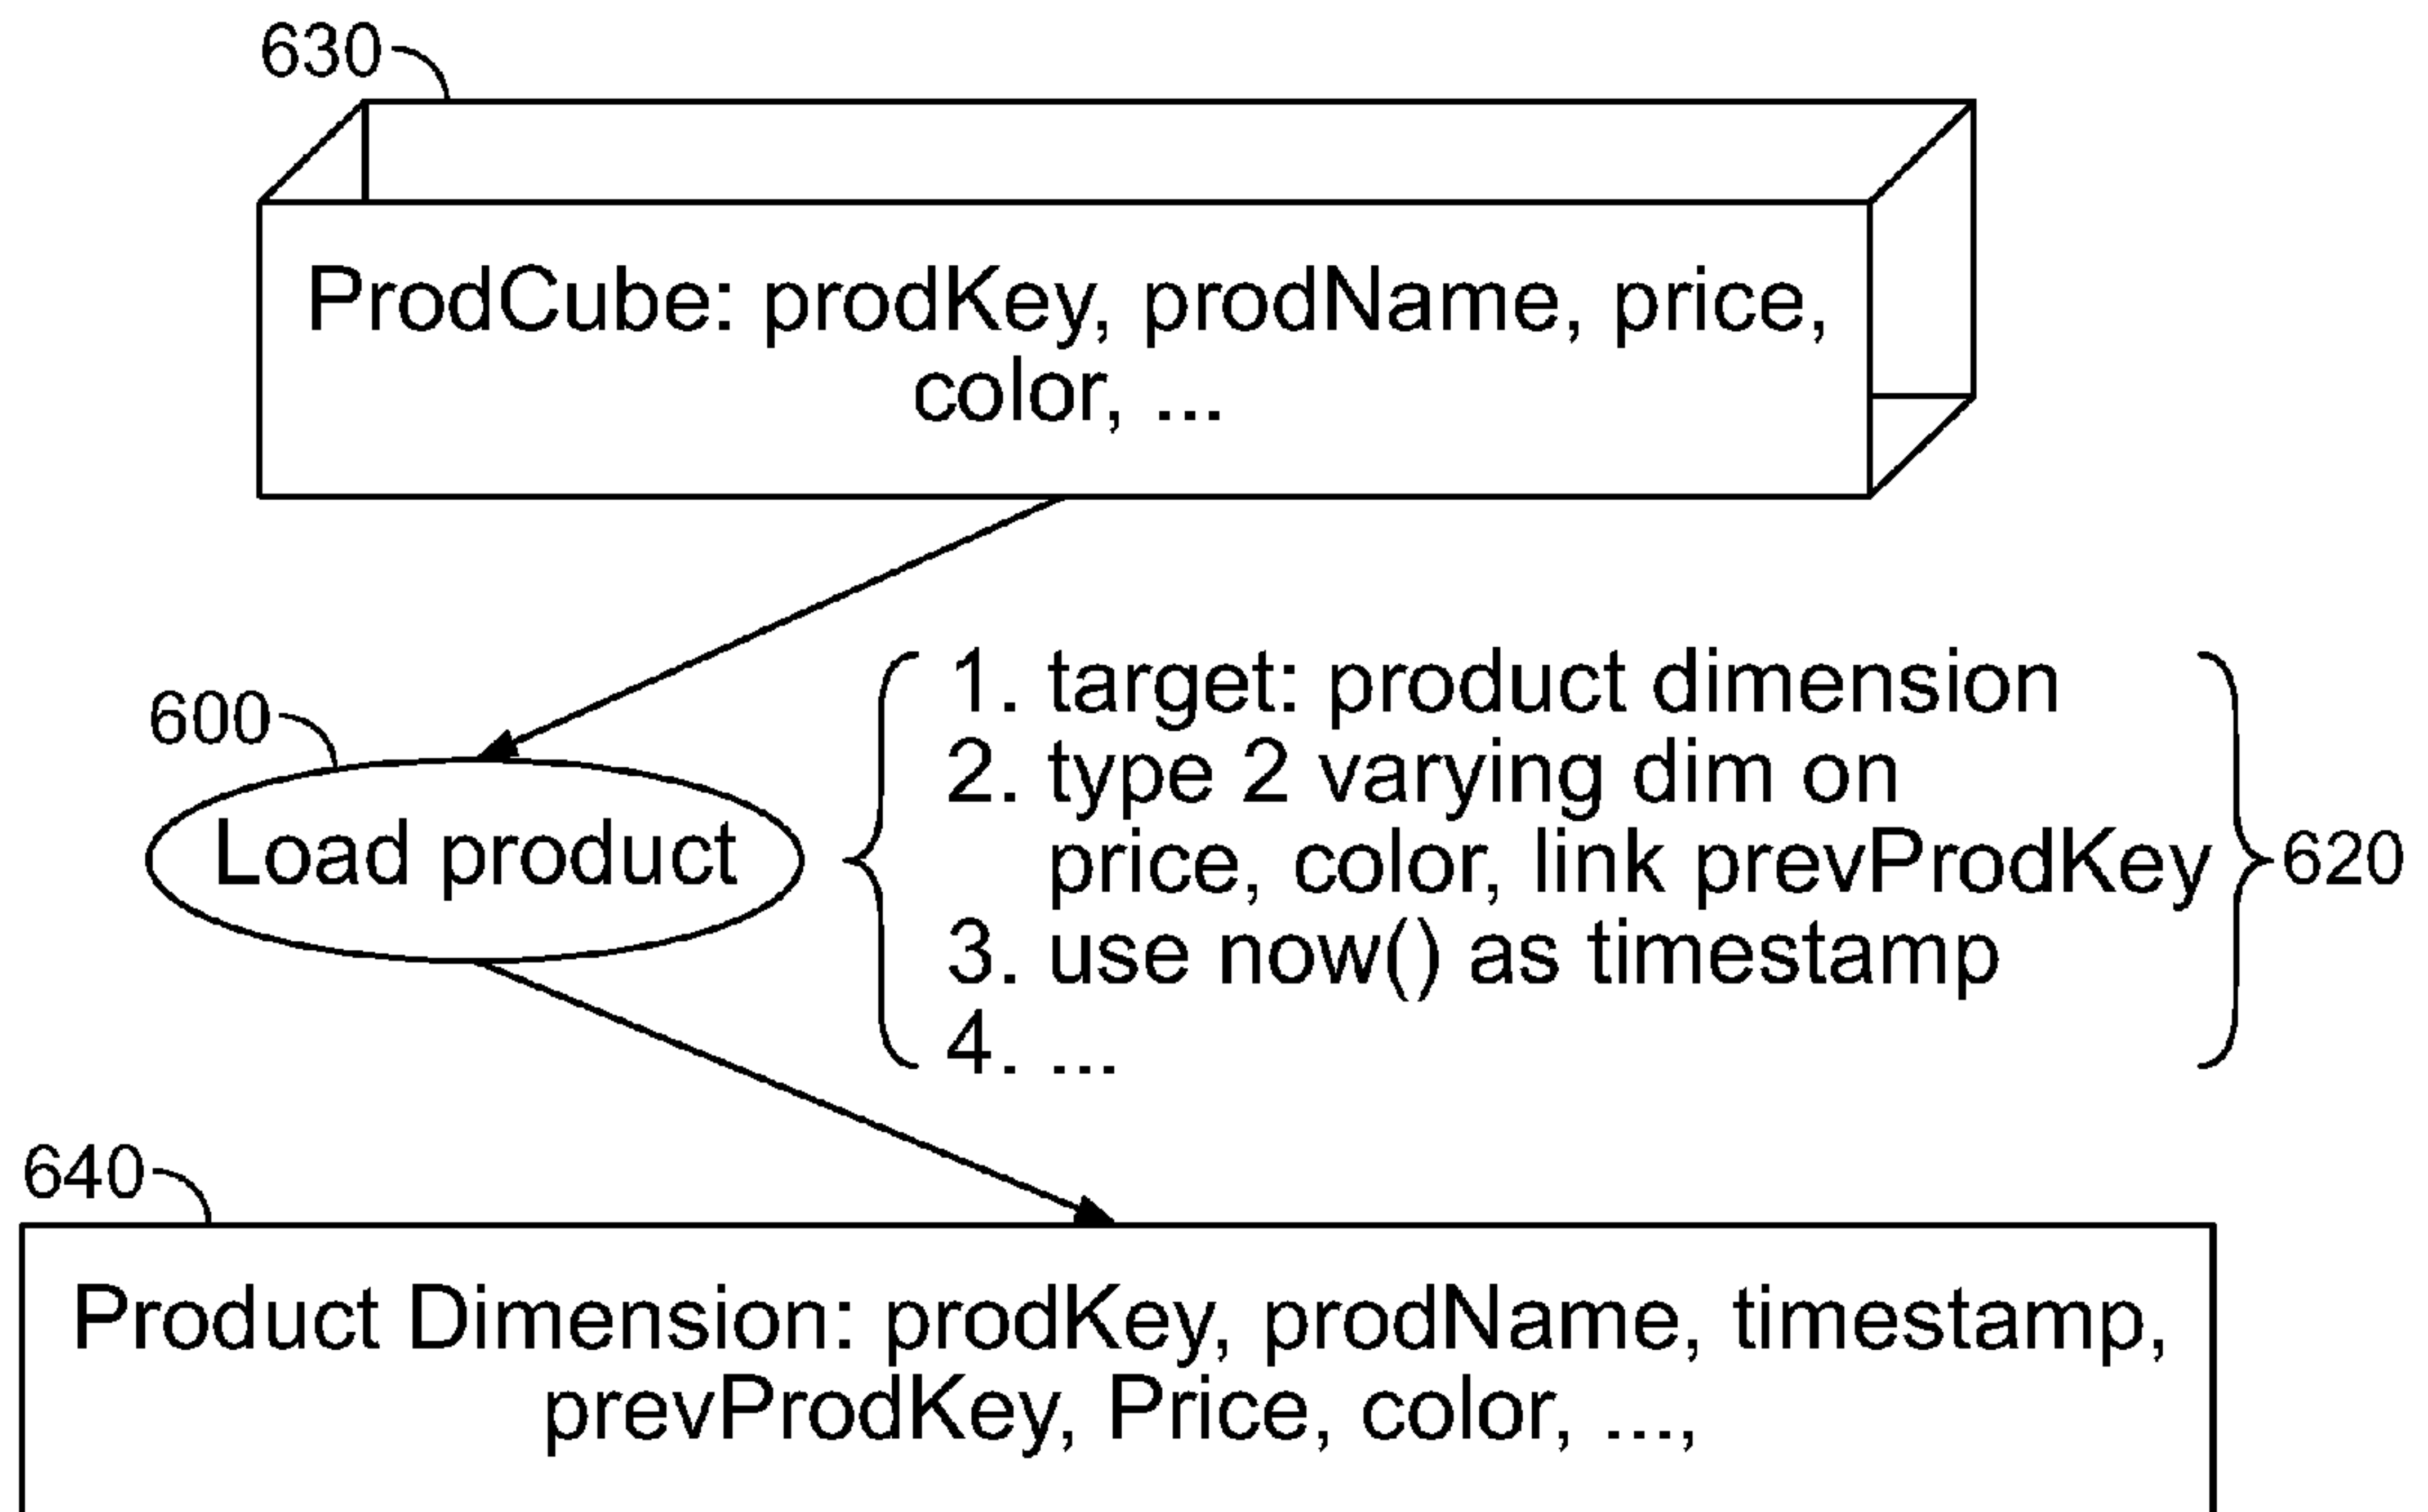 630
ProdCube: prodKey, prodName, price,
color, ...
600
Load product
1. target: product dimension
2. type 2 varying dim on
price, color, link prevProdKey
3. use now() as timestamp
4. ...
620
640
Product Dimension: prodKey, prodName, timestamp,
prevProdKey, Price, color, ...,